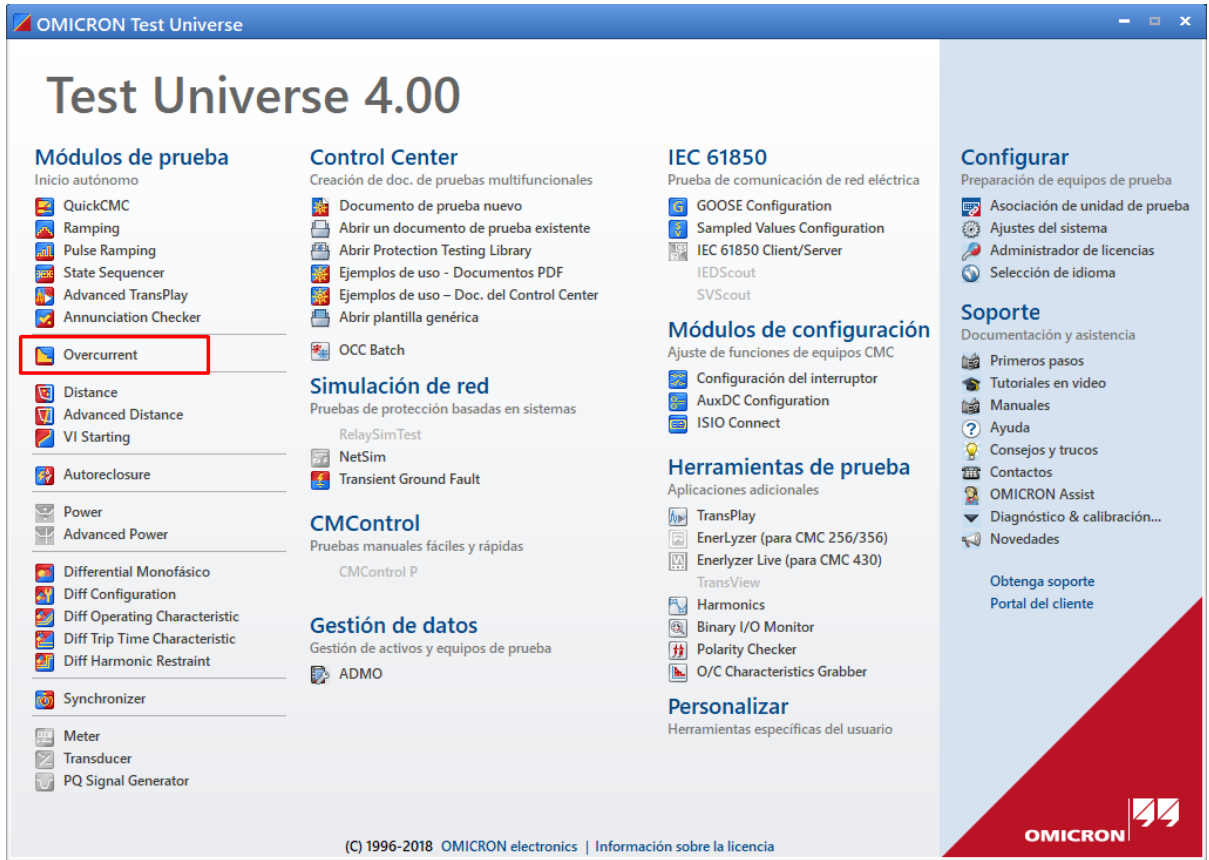 OMICRON Test Universe
Test Universe 4.00
Módulos de prueba
Inicio autónomo
QuickCMC
Ramping
Pulse Ramping
State Sequencer
Advanced TransPlay
Annunciation Checker
Overcurrent
Distance
Advanced Distance
VI Starting
Autoreclosure
Power
Advanced Power
Differential Monofásico
Diff Configuration
Diff Operating Characteristic
Diff Trip Time Characteristic
Diff Harmonic Restraint
Synchronizer
Meter
Transducer
PQ Signal Generator
Control Center
Creación de doc. de pruebas multifuncionales
Documento de prueba nuevo
Abrir un documento de prueba existente
Abrir Protection Testing Library
Ejemplos de uso - Documentos PDF
Ejemplos de uso – Doc. del Control Center
Abrir plantilla genérica
OCC Batch
Simulación de red
Pruebas de protección basadas en sistemas
RelaySimTest
NetSim
Transient Ground Fault
CMControl
Pruebas manuales fáciles y rápidas
CMControl P
Gestión de datos
Gestión de activos y equipos de prueba
ADMO
IEC 61850
Prueba de comunicación de red eléctrica
GOOSE Configuration
Sampled Values Configuration
IEC 61850 Client/Server
IEDScout
SVScout
Módulos de configuración
Ajuste de funciones de equipos CMC
Configuración del interruptor
AuxDC Configuration
ISIO Connect
Herramientas de prueba
Aplicaciones adicionales
TransPlay
EnerLyzer (para CMC 256/356)
Enerlyzer Live (para CMC 430)
TransView
Harmonics
Binary I/O Monitor
Polarity Checker
O/C Characteristics Grabber
Personalizar
Herramientas específicas del usuario
Configurar
Preparación de equipos de prueba
Asociación de unidad de prueba
Ajustes del sistema
Administrador de licencias
Selección de idioma
Soporte
Documentación y asistencia
Primeros pasos
Tutoriales en video
Manuales
Ayuda
Consejos y trucos
Contactos
OMICRON Assist
Diagnóstico & calibración...
Novedades
Obtenga soporte
Portal del cliente
OMICRON
(C) 1996-2018 OMICRON electronics | Información sobre la licencia